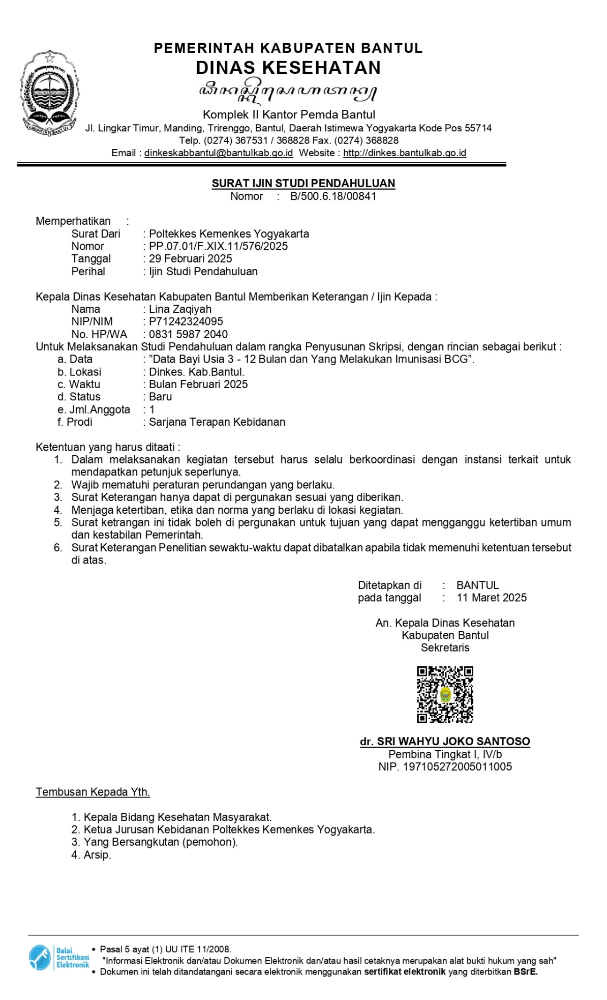 PEMERINTAH KABUPATEN BANTUL
DINAS KESEHATAN
Komplek II Kantor Pemda Bantul
Jl. Lingkar Timur, Manding, Trirenggo, Bantul, Daerah Istimewa Yogyakarta Kode Pos 55714
Telp. (0274) 367531 / 368828 Fax. (0274) 368828
Email : dinkeskabbantul@bantulkab.go.id Website : http://dinkes.bantulkab.go.id
KABUPATEN BANTUL
SURAT IJIN STUDI PENDAHULUAN
Nomor : B/500.6.18/00841
Memperhatikan :
Surat Dari : Poltekkes Kemenkes Yogyakarta
Nomor : PP.07.01/F.XIX.11/576/2025
Tanggal : 29 Februari 2025
Perihal : Ijin Studi Pendahuluan
Kepala Dinas Kesehatan Kabupaten Bantul Memberikan Keterangan / Ijin Kepada :
Nama : Lina Zaqiyah
NIP/NIM : P71242324095
No. HP/WA : 0831 5987 2040
Untuk Melaksanakan Studi Pendahuluan dalam rangka Penyusunan Skripsi, dengan rincian sebagai berikut :
a. Data : ”Data Bayi Usia 3 - 12 Bulan dan Yang Melakukan Imunisasi BCG”.
b. Lokasi : Dinkes. Kab.Bantul.
c. Waktu : Bulan Februari 2025
d. Status : Baru
e. Jml.Anggota : 1
f. Prodi : Sarjana Terapan Kebidanan
Ketentuan yang harus ditaati :
1. Dalam melaksanakan kegiatan tersebut harus selalu berkoordinasi dengan instansi terkait untuk
mendapatkan petunjuk seperlunya.
2. Wajib mematuhi peraturan perundangan yang berlaku.
3. Surat Keterangan hanya dapat di pergunakan sesuai yang diberikan.
4. Menjaga ketertiban, etika dan norma yang berlaku di lokasi kegiatan.
5. Surat ketrangan ini tidak boleh di pergunakan untuk tujuan yang dapat mengganggu ketertiban umum
dan kestabilan Pemerintah.
6. Surat Keterangan Penelitian sewaktu-waktu dapat dibatalkan apabila tidak memenuhi ketentuan tersebut
di atas.
Ditetapkan di : BANTUL
pada tanggal : 11 Maret 2025
An. Kepala Dinas Kesehatan
Kabupaten Bantul
Sekretaris
dr. SRI WAHYU JOKO SANTOSO
Pembina Tingkat I, IV/b
NIP. 197105272005011005
Tembusan Kepada Yth.
1. Kepala Bidang Kesehatan Masyarakat.
2. Ketua Jurusan Kebidanan Poltekkes Kemenkes Yogyakarta.
3. Yang Bersangkutan (pemohon).
4. Arsip.
Balai
Sertifikasi
Elektronik
• Pasal 5 ayat (1) UU ITE 11/2008.
"Informasi Elektronik dan/atau Dokumen Elektronik dan/atau hasil cetaknya merupakan alat bukti hukum yang sah"
• Dokumen ini telah ditandatangani secara elektronik menggunakan sertifikat elektronik yang diterbitkan BSrE.